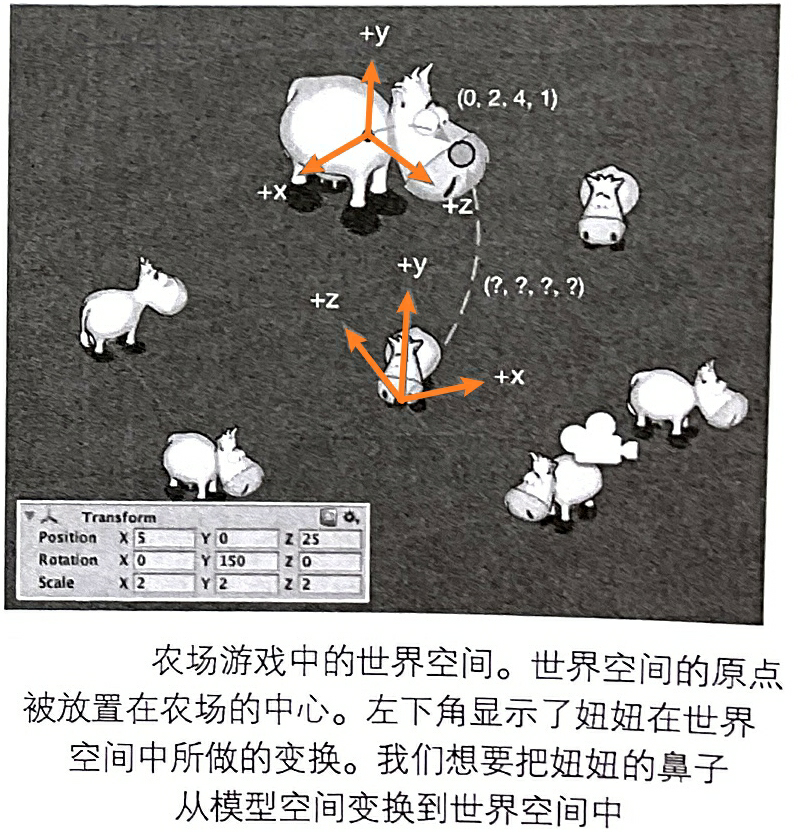 +y
(0, 2, 4, 1)
+x
+z
+y
(?, ?, ?, ?)
+z
+x
Transform
Position X 5 Y 0 Z 25
Rotation X 0 Y 150 Z 0
Scale X 2 Y 2 Z 2
农场游戏中的世界空间。世界空间的原点
被放置在农场的中心。左下角显示了妞妞在世界
空间中所做的变换。我们想要把妞妞的鼻子
从模型空间变换到世界空间中